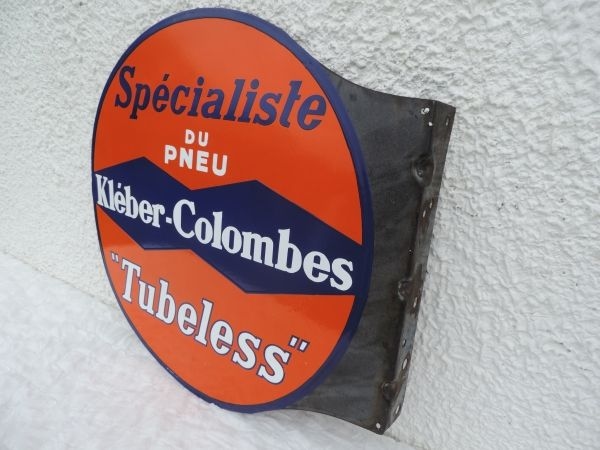 Spécialiste
DU
PNEU
Kléber-Colombes
"Tubeless"